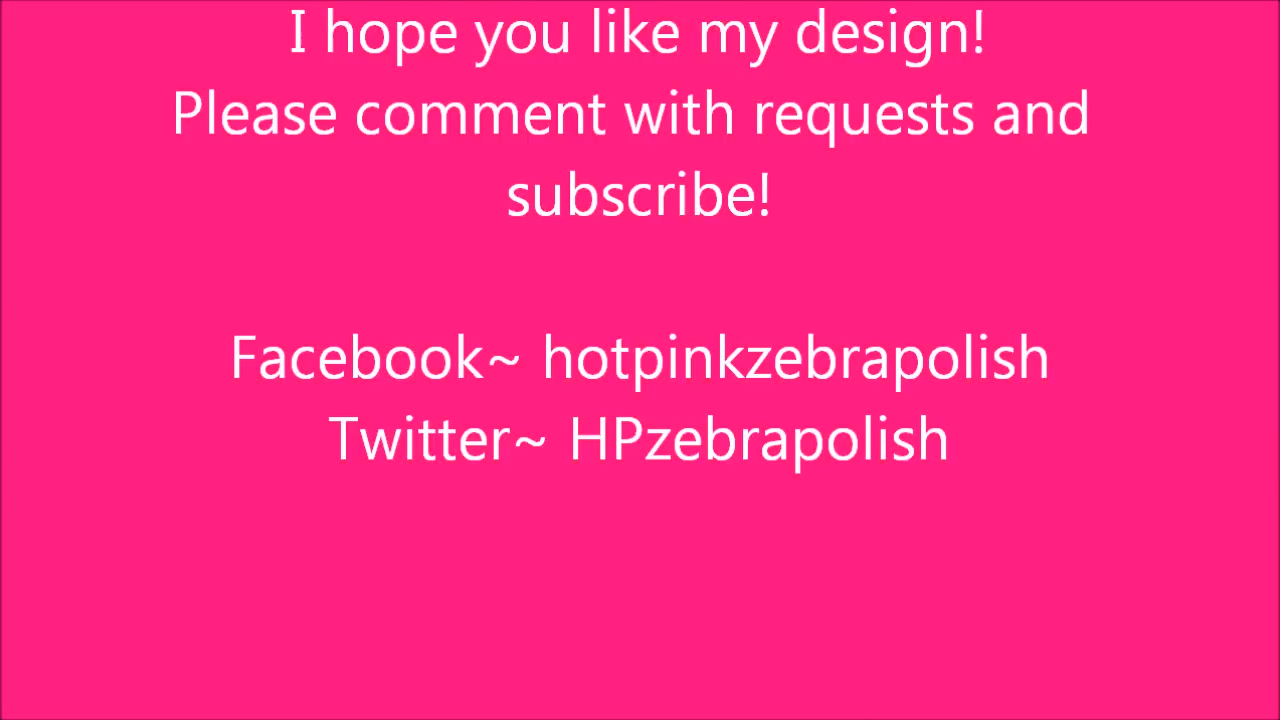 I hope you like my design!
Please comment with requests and
subscribe!
Facebook~ hotpinkzebrapolish
Twitter~ HPzebrapolish